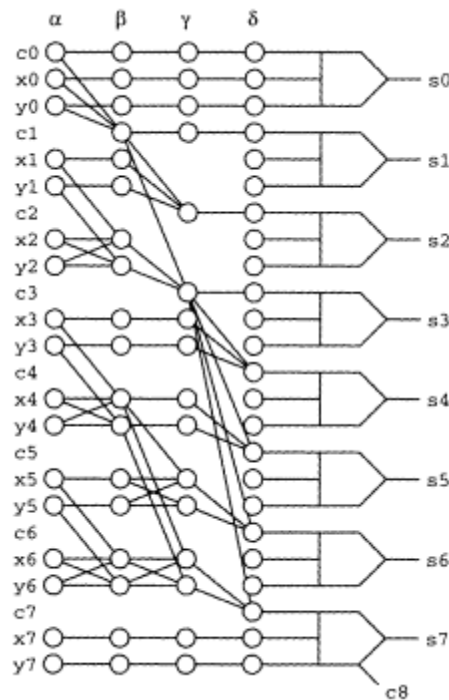 α β γ δ
c0
x0 s0
y0
c1
x1 s1
y1
c2
x2 s2
y2
c3
x3 s3
y3
c4
x4 s4
y4
c5
x5 s5
y5
c6
x6 s6
y6
c7
x7 s7
y7
c8